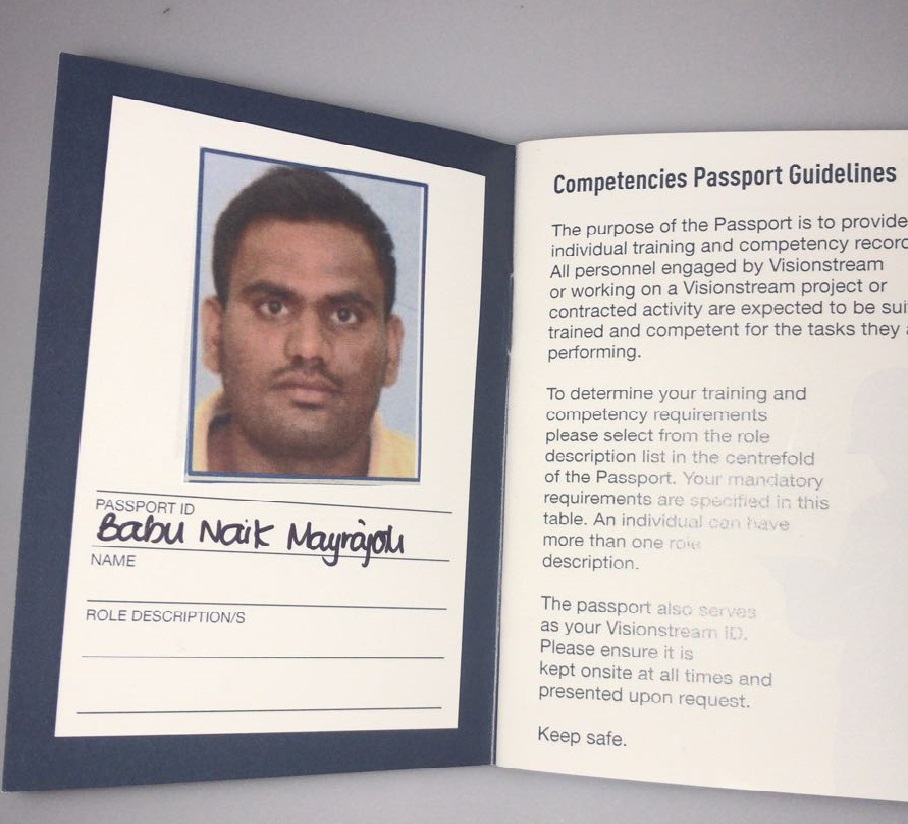 PASSPORT ID
Babu Naik Mayrajolu
NAME
ROLE DESCRIPTION/S
Competencies Passport Guidelines
The purpose of the Passport is to provide
individual training and competency
All personnel engaged by Visionstream
or working on a Visionstream project or
contracted activity are expected to be
trained and competent for the tasks they
performing.
To determine your training and
competency requirements
please select from the role
description list in the centrefold
of the Passport. Your mandatory
requirements are specified in this
table. An individual can have
more than one role
description.
The passport also serves
as your Visionstream ID.
Please ensure it is
kept onsite at all times and
presented upon request.
Keep safe.